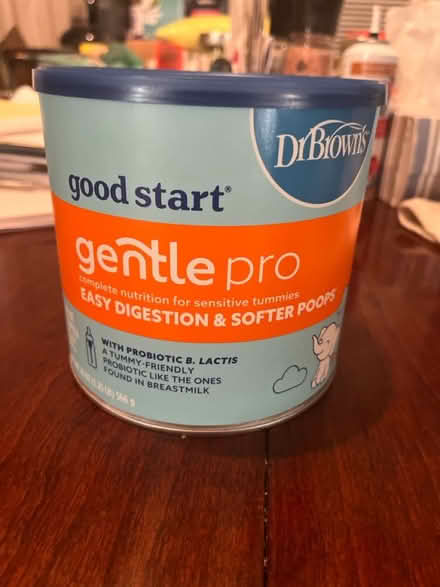 Dr Brown's
good start®
gentle pro
complete nutrition for sensitive tummies
EASY DIGESTION & SOFTER POOPS
WITH PROBIOTIC B. LACTIS
A TUMMY-FRIENDLY
PROBIOTIC LIKE THE ONES
FOUND IN BREASTMILK
566 g